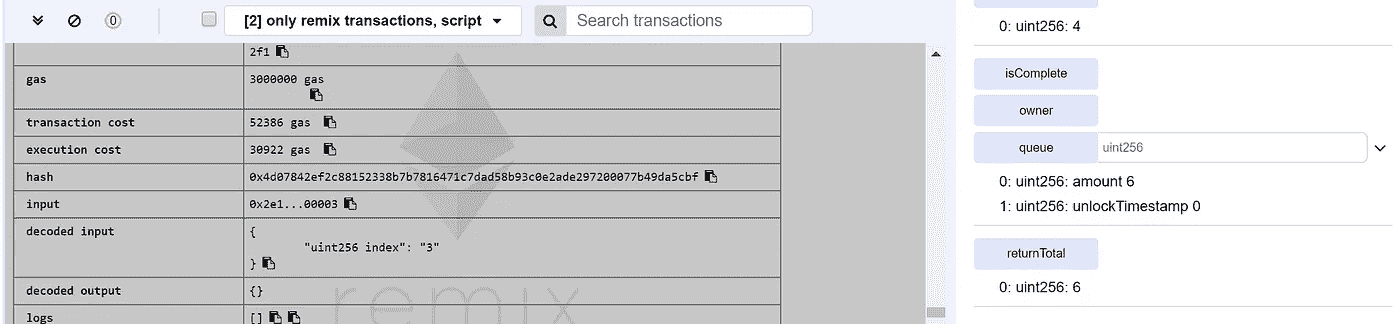 0
[2] only remix transactions, script
Search transactions
2f1
gas
3000000 gas
transaction cost
52386 gas
execution cost
30922 gas
hash
0x4d07842ef2c88152338b7b7816471c7dad58b93c0e2ade297200077b49da5cbf
input
0x2e1...00003
decoded input
{
"uint256 index": "3"
}
decoded output
{}
logs
[]
remix
0: uint256: 4
isComplete
owner
queue
uint256
0: uint256: amount 6
1: uint256: unlockTimestamp 0
returnTotal
0: uint256: 6